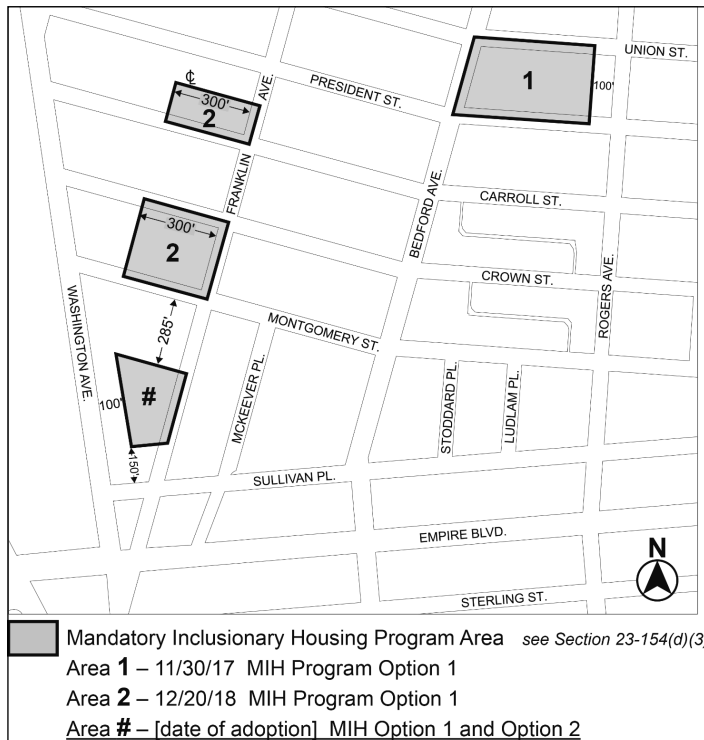 UNION ST.
1
100'
PRESIDENT ST.
℄
300'
2
AVE.
FRANKLIN
CARROLL ST.
BEDFORD AVE.
300'
2
CROWN ST.
ROGERS AVE.
WASHINGTON AVE.
285'
MONTGOMERY ST.
MCKEEVER PL.
STODDARD PL.
LUDLAM PL.
#
100'
150'
SULLIVAN PL.
EMPIRE BLVD.
N
STERLING ST.
Mandatory Inclusionary Housing Program Area see Section 23-154(d)(3)
Area 1 – 11/30/17 MIH Program Option 1
Area 2 – 12/20/18 MIH Program Option 1
Area # – [date of adoption] MIH Option 1 and Option 2